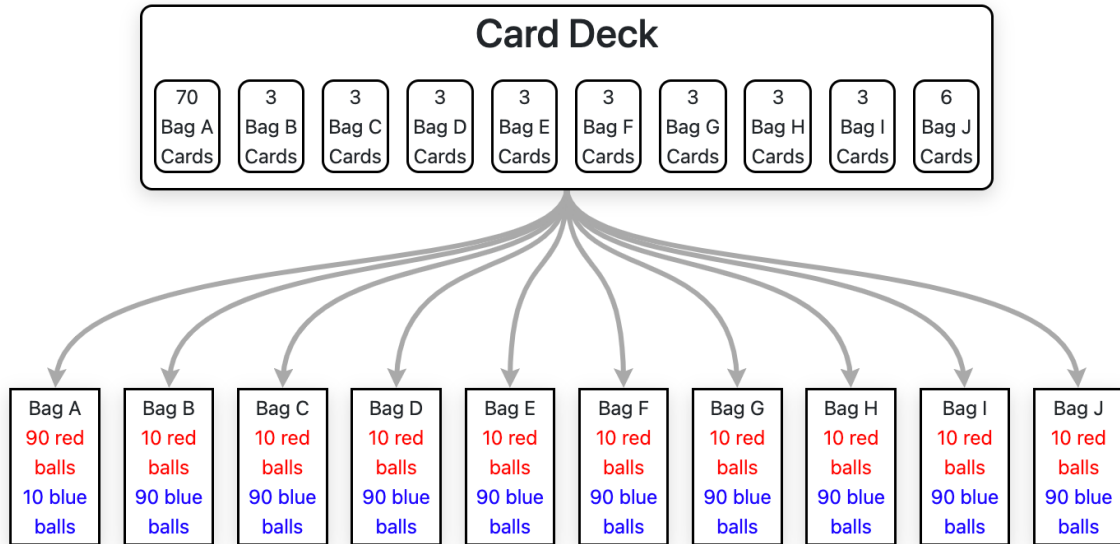 Card Deck
70
Bag A
Cards
3
Bag B
Cards
3
Bag C
Cards
3
Bag D
Cards
3
Bag E
Cards
3
Bag F
Cards
3
Bag G
Cards
3
Bag H
Cards
3
Bag I
Cards
6
Bag J
Cards
Bag A
90 red
balls
10 blue
balls
Bag B
10 red
balls
90 blue
balls
Bag C
10 red
balls
90 blue
balls
Bag D
10 red
balls
90 blue
balls
Bag E
10 red
balls
90 blue
balls
Bag F
10 red
balls
90 blue
balls
Bag G
10 red
balls
90 blue
balls
Bag H
10 red
balls
90 blue
balls
Bag I
10 red
balls
90 blue
balls
Bag J
10 red
balls
90 blue
balls